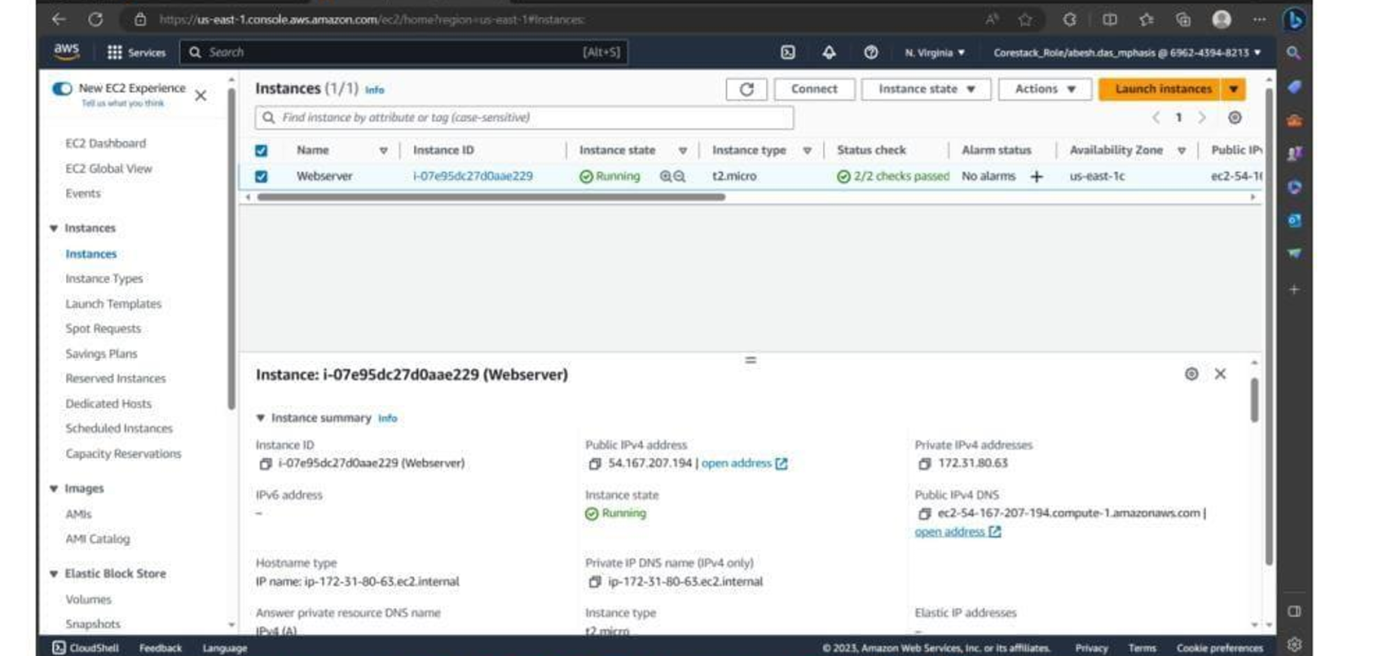 https://us-east-1.console.aws.amazon.com/ec2/home?region=us-east-1#Instances:
aws Services Search [Alt+S] N. Virginia Corestack_Role/abesh.das_mphasis @ 6962-4394-8213
New EC2 Experience
Tell us what you think
EC2 Dashboard
EC2 Global View
Events
Instances
Instances
Instance Types
Launch Templates
Spot Requests
Savings Plans
Reserved Instances
Dedicated Hosts
Scheduled Instances
Capacity Reservations
Images
AMIs
AMI Catalog
Elastic Block Store
Volumes
Snapshots
Instances (1/1) Info Connect Instance state Actions Launch instances
Find instance by attribute or tag (case-sensitive) 1
Name Instance ID Instance state Instance type Status check Alarm status Availability Zone Public IPv
Webserver i-07e95dc27d0aae229 Running t2.micro 2/2 checks passed No alarms + us-east-1c ec2-54-16
Instance: i-07e95dc27d0aae229 (Webserver)
Instance summary Info
Instance ID Public IPv4 address Private IPv4 addresses
i-07e95dc27d0aae229 (Webserver) 54.167.207.194 | open address 172.31.80.63
IPv6 address Instance state Public IPv4 DNS
– Running ec2-54-167-207-194.compute-1.amazonaws.com |
open address
Hostname type Private IP DNS name (IPv4 only)
IP name: ip-172-31-80-63.ec2.internal ip-172-31-80-63.ec2.internal
Answer private resource DNS name Instance type Elastic IP addresses
IPv4 (A) t2.micro –
CloudShell Feedback Language © 2023, Amazon Web Services, Inc. or its affiliates. Privacy Terms Cookie preferences